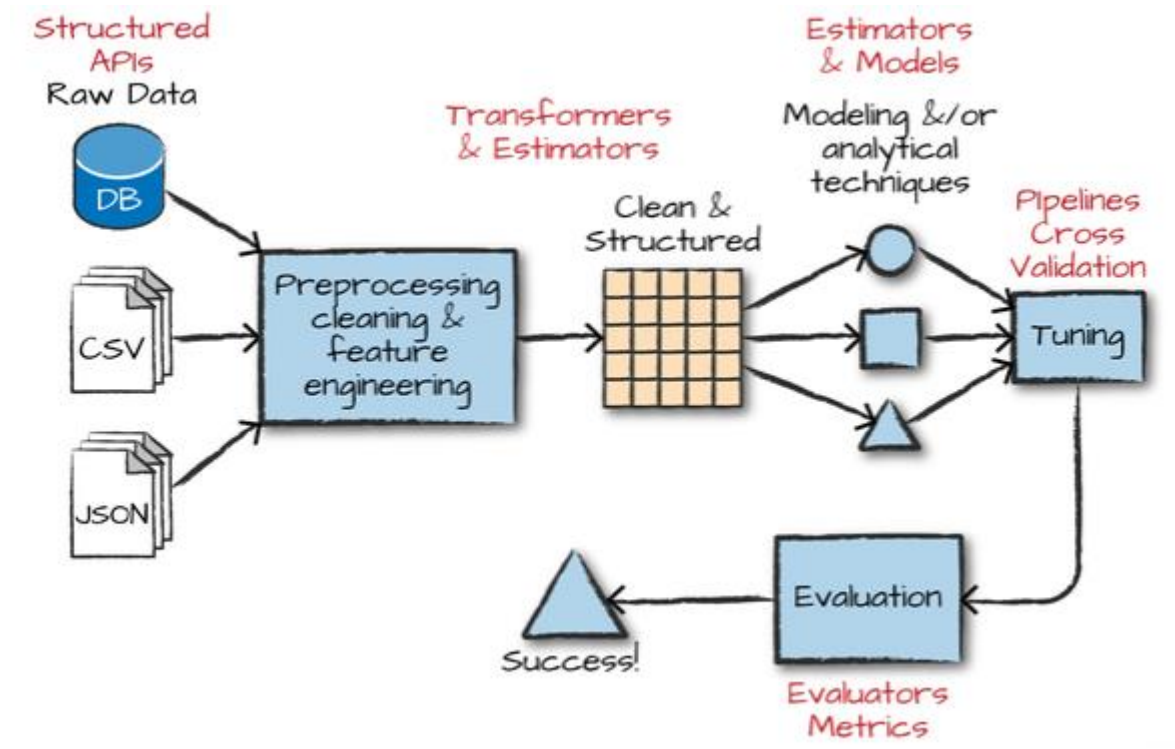 Structured
APIs
Raw Data
DB
CSV
JSON
Preprocessing
cleaning &
feature
engineering
Transformers
& Estimators
Clean &
Structured
Estimators
& Models
Modeling &/or
analytical
techniques
PIpelines
Cross
Validation
Tuning
Evaluation
Evaluators
Metrics
Success!